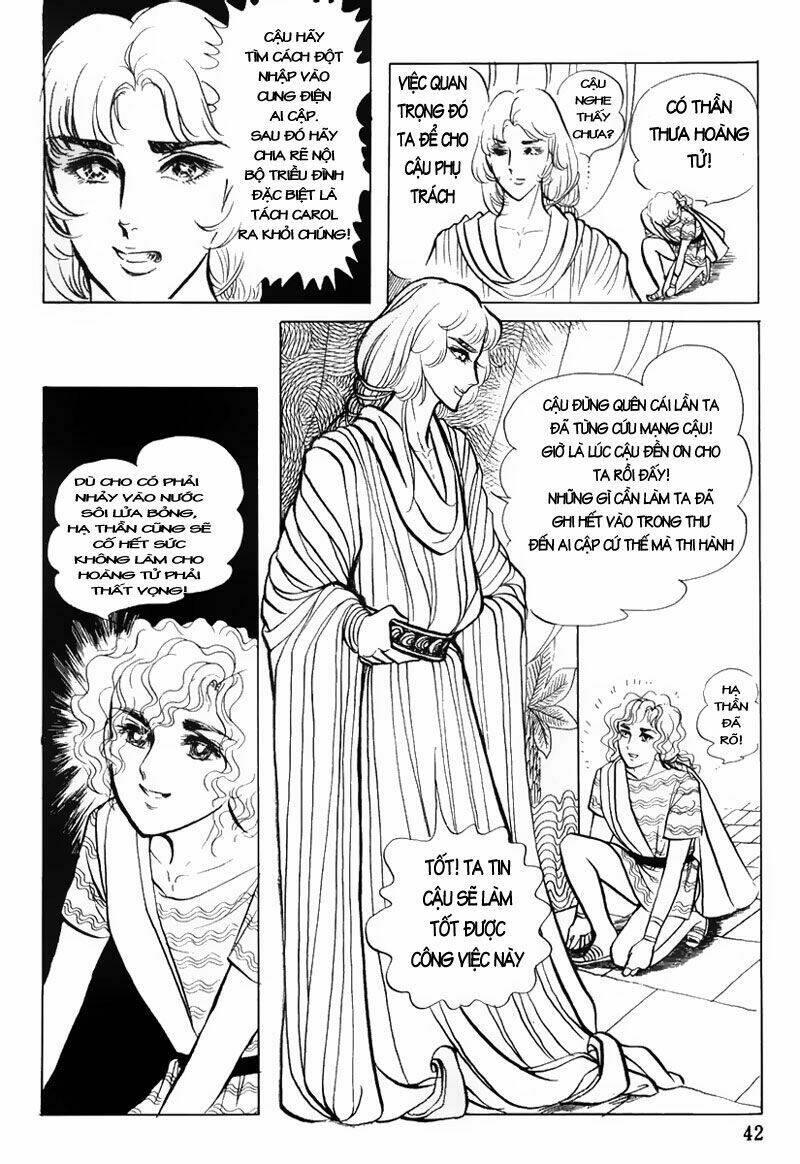 CẬU HÃY
TÌM CÁCH ĐỘT
NHẬP VÀO
CUNG ĐIỆN
AI CẬP.
SAU ĐÓ HÃY
CHIA RẼ NỘI
BỘ TRIỀU ĐÌNH
ĐẶC BIỆT LÀ
TÁCH CAROL
RA KHỎI CHÚNG!
VIỆC QUAN
TRỌNG ĐÓ
TA ĐỂ CHO
CẬU PHỤ
TRÁCH
CẬU
NGHE
THẤY
CHƯA?
CÓ THẦN
THƯA HOÀNG
TỬ!
CẬU ĐỪNG QUÊN CÁI LẦN TA
ĐÃ TỪNG CỨU MẠNG CẬU!
GIỜ LÀ LÚC CẬU ĐỀN ƠN CHO
TA RỒI ĐẤY!
NHỮNG GÌ CẦN LÀM TA ĐÃ
GHI HẾT VÀO TRONG THƯ
ĐẾN AI CẬP CỨ THẾ MÀ THI HÀNH
DÙ CHO CÓ PHẢI
NHẢY VÀO NƯỚC
SÔI LỬA BỎNG,
HẠ THẦN CŨNG SẼ
CỐ HẾT SỨC
KHÔNG LÀM CHO
HOÀNG TỬ PHẢI
THẤT VỌNG!
HẠ
THẦN
ĐÃ
RÕ!
TỐT! TA TIN
CẬU SẼ LÀM
TỐT ĐƯỢC
CÔNG VIỆC NÀY
42